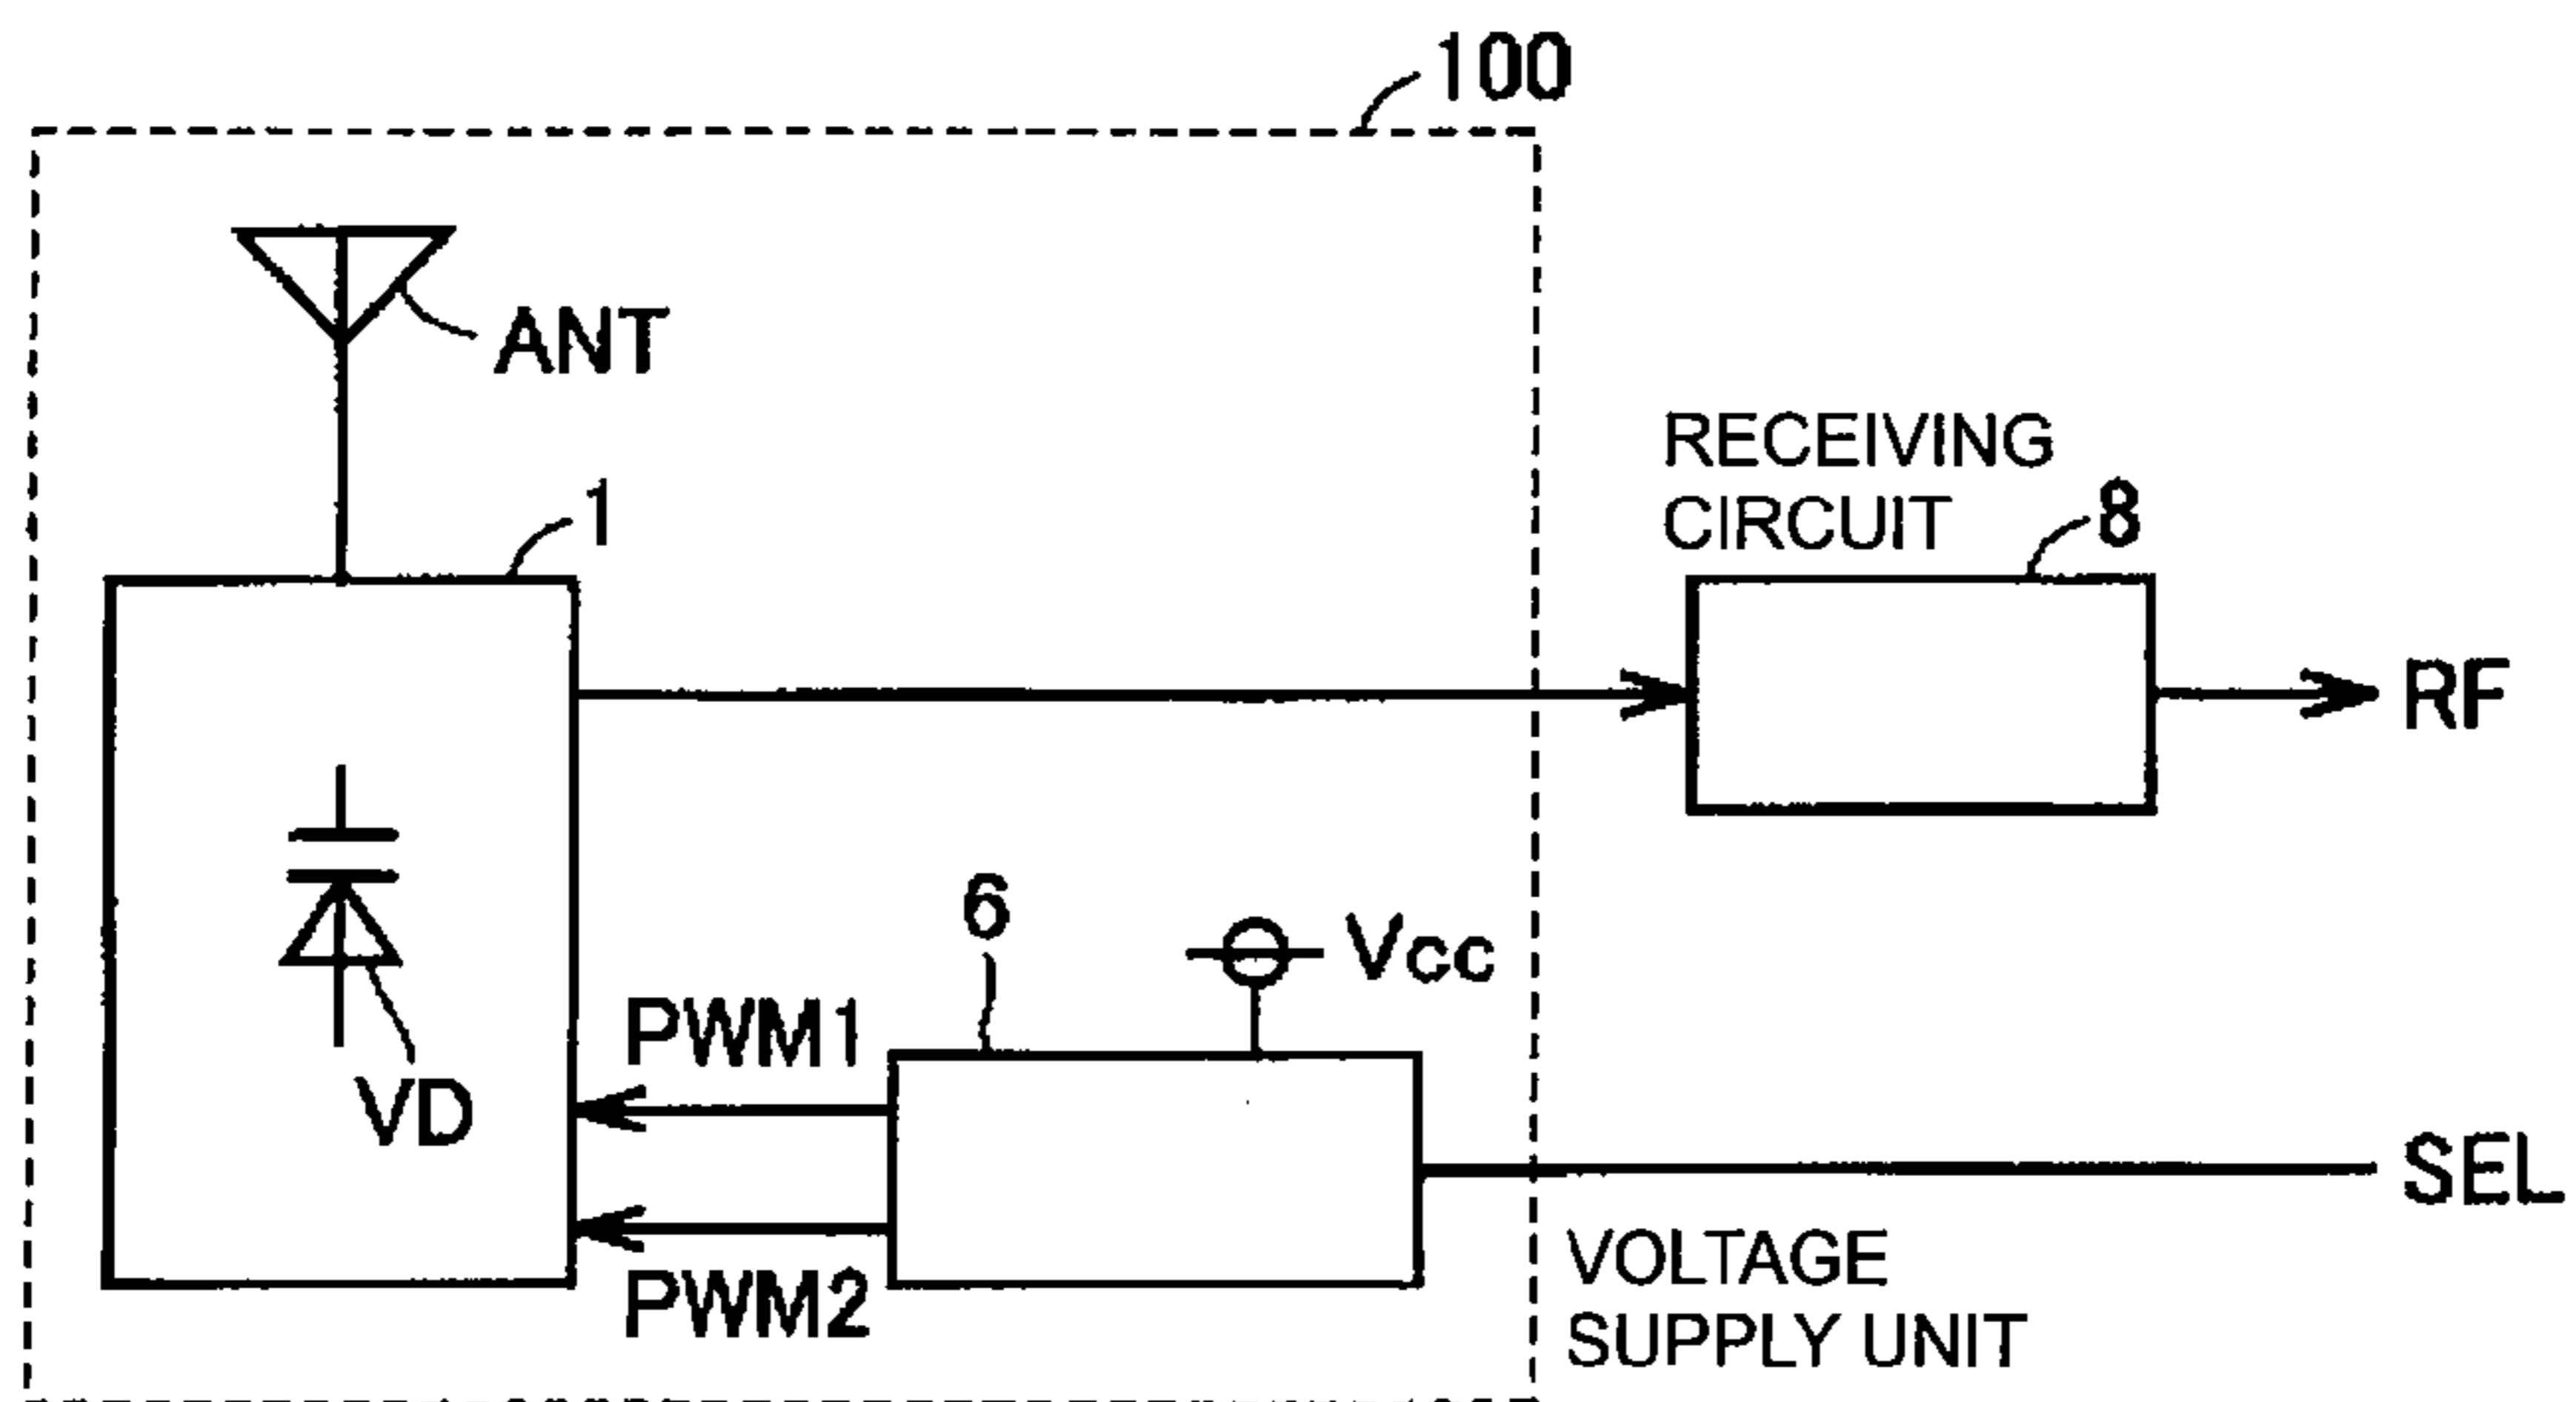 100
ANT
1
RECEIVING
CIRCUIT
8
RF
6
Vcc
PWM1
VD
SEL
PWM2
VOLTAGE
SUPPLY UNIT